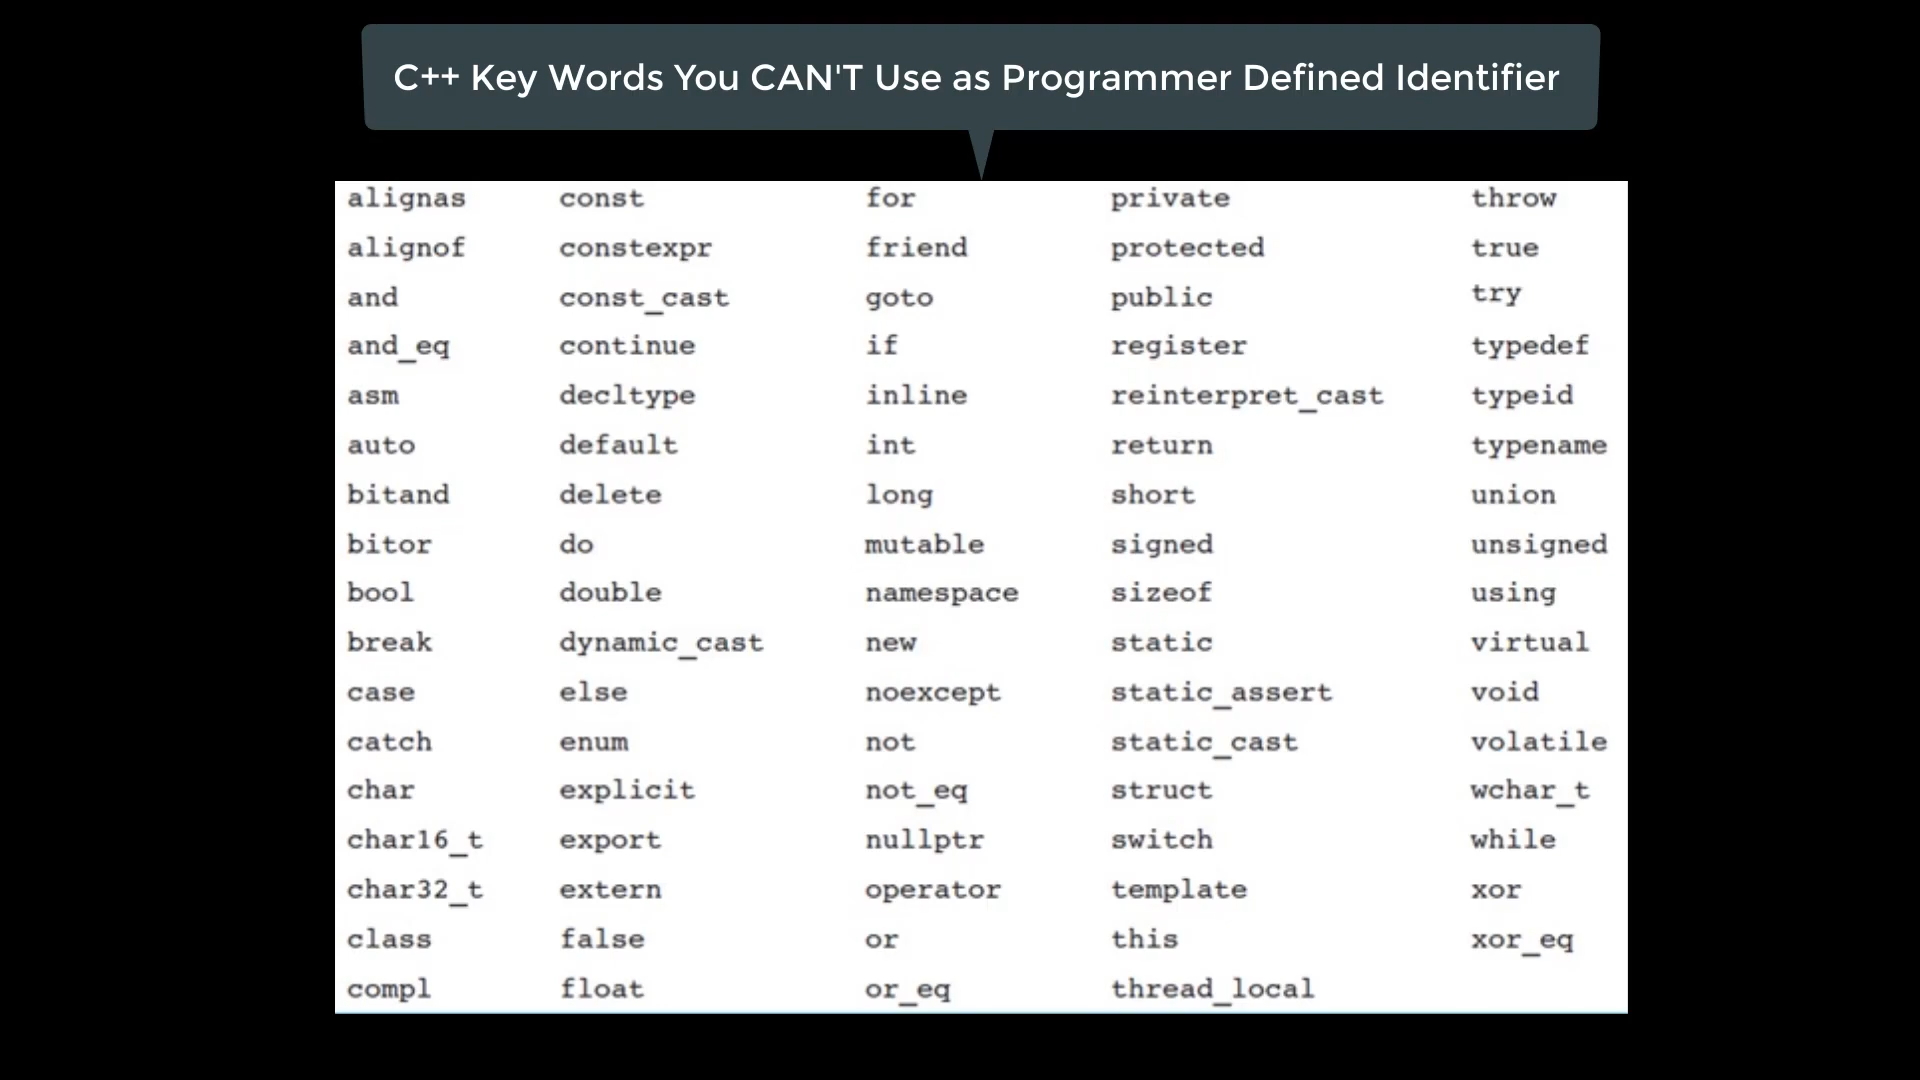 C++ Key Words You CAN'T Use as Programmer Defined Identifier
alignas const for private throw
alignof constexpr friend protected true
and const_cast goto public try
and_eq continue if register typedef
asm decltype inline reinterpret_cast typeid
auto default int return typename
bitand delete long short union
bitor do mutable signed unsigned
bool double namespace sizeof using
break dynamic_cast new static virtual
case else noexcept static_assert void
catch enum not static_cast volatile
char explicit not_eq struct wchar_t
char16_t export nullptr switch while
char32_t extern operator template xor
class false or this xor_eq
compl float or_eq thread_local